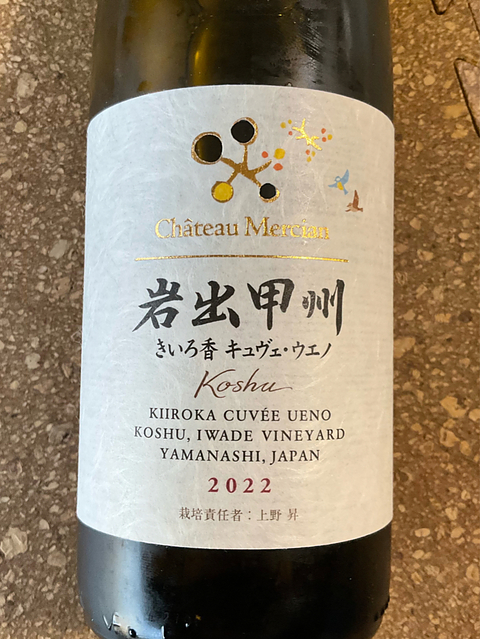 Château Mercian
岩出甲州
きいろ香 キュヴェ・ウエノ
Koshu
KIIROKA CUVÉE UENO
KOSHU, IWADE VINEYARD
YAMANASHI, JAPAN
2022
栽培責任者：上野 昇